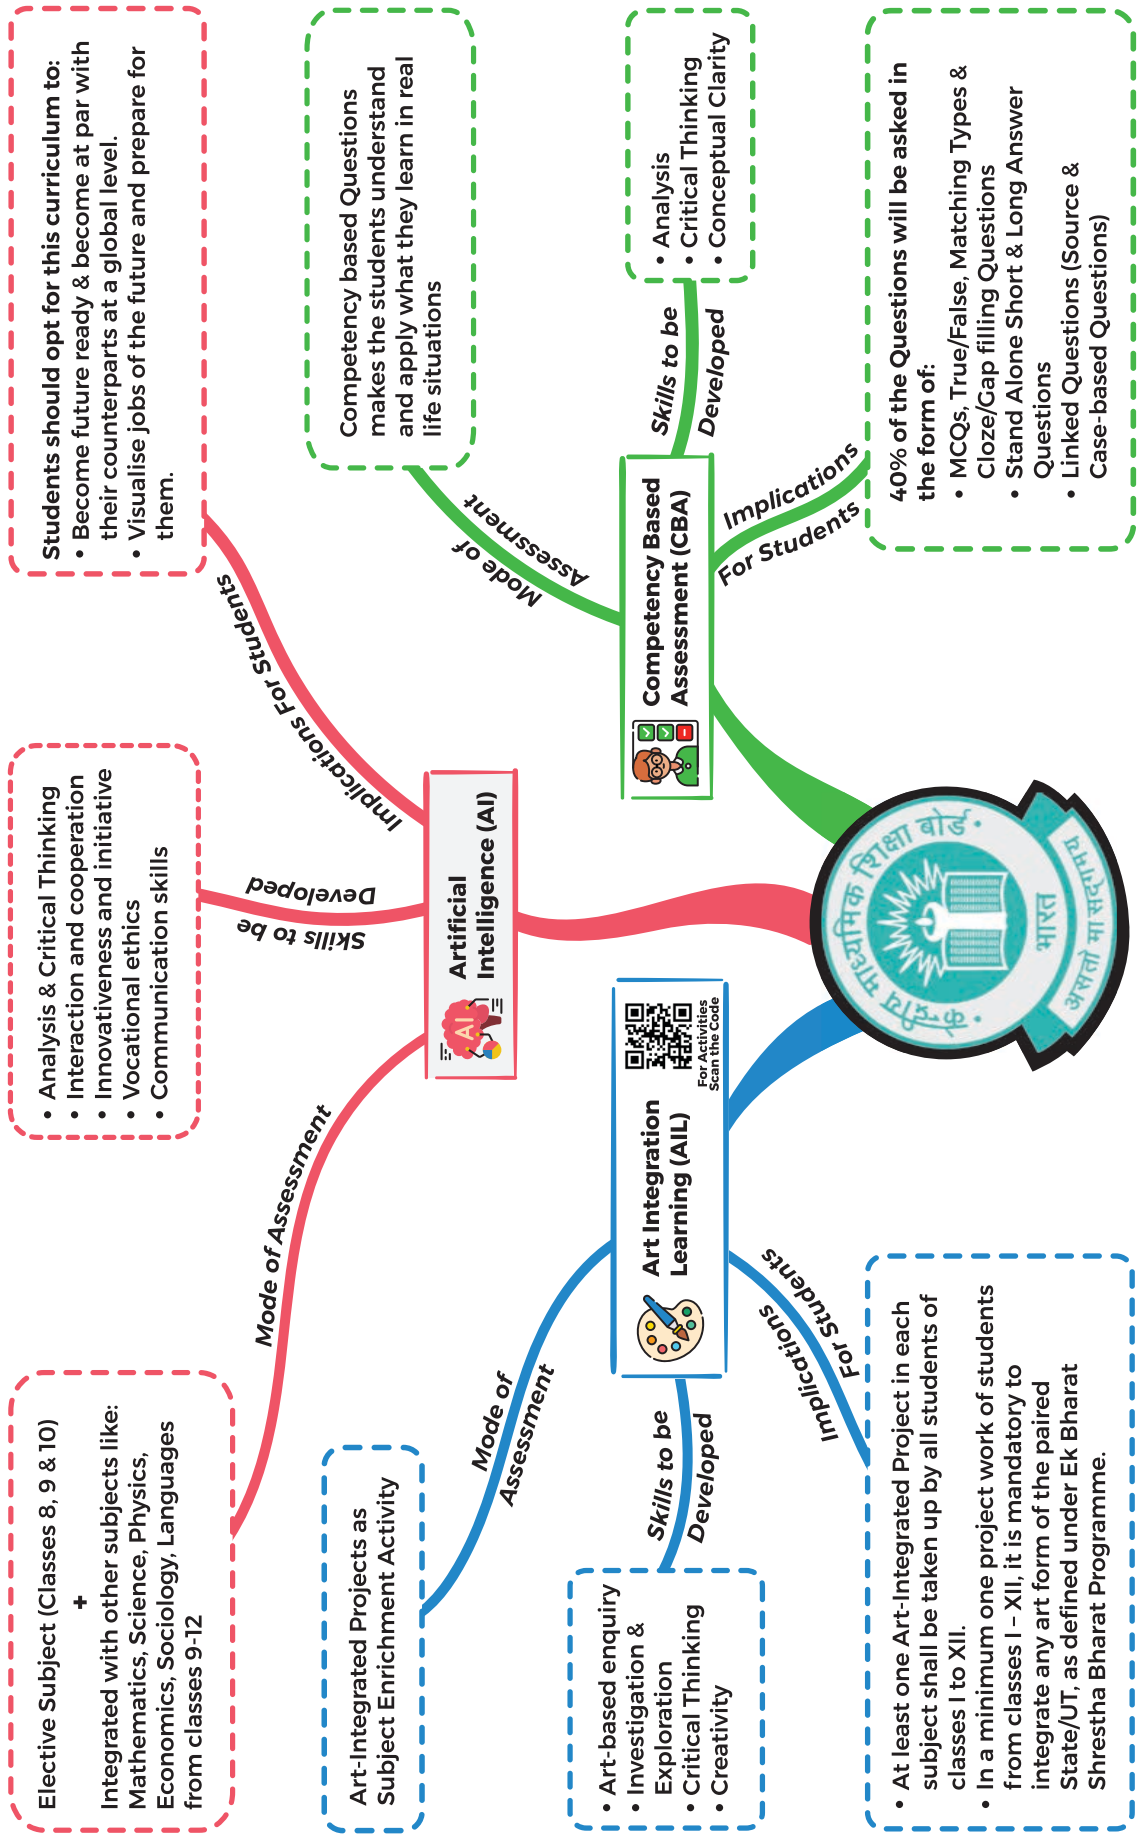 Elective Subject (Classes 8, 9 & 10)
+
Integrated with other subjects like:
Mathematics, Science, Physics,
Economics, Sociology, Languages
from classes 9-12
Mode of Assessment
• Analysis & Critical Thinking
• Interaction and cooperation
• Innovativeness and initiative
• Vocational ethics
• Communication skills
Skills to be
Developed
Students should opt for this curriculum to:
• Become future ready & become at par with
their counterparts at a global level.
• Visualise jobs of the future and prepare for
them.
Implications For Students
AI
Artificial
Intelligence (AI)
Art-Integrated Projects as
Subject Enrichment Activity
Mode of
Assessment
• Art-based enquiry
• Investigation &
Exploration
• Critical Thinking
• Creativity
Skills to be
Developed
Art Integration
Learning (AIL)
For Activities
Scan the Code
Implications
For Students
• At least one Art-Integrated Project in each
subject shall be taken up by all students of
classes I to XII.
• In a minimum one project work of students
from classes I – XII, it is mandatory to
integrate any art form of the paired
State/UT, as defined under Ek Bharat
Shrestha Bharat Programme.
Competency based Questions
makes the students understand
and apply what they learn in real
life situations
Mode of
Assessment
Competency Based
Assessment (CBA)
Skills to be
Developed
• Analysis
• Critical Thinking
• Conceptual Clarity
Implications
For Students
40% of the Questions will be asked in
the form of:
• MCQs, True/False, Matching Types &
Cloze/Gap filling Questions
• Stand Alone Short & Long Answer
Questions
• Linked Questions (Source &
Case-based Questions)
केन्द्रीय माध्यमिक शिक्षा बोर्ड
भारत
असतो मा सद्गमय